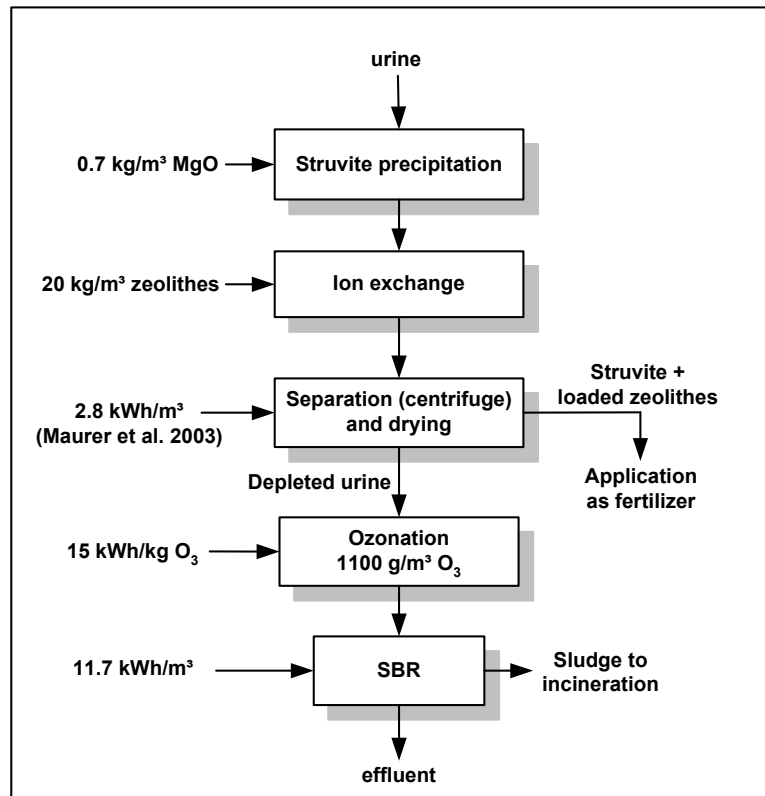 urine
0.7 kg/m³ MgO
Struvite precipitation
20 kg/m³ zeolithes
Ion exchange
2.8 kWh/m³
(Maurer et al. 2003)
Separation (centrifuge)
and drying
Struvite +
loaded zeolithes
Application
as fertilizer
Depleted urine
15 kWh/kg O₃
Ozonation
1100 g/m³ O₃
11.7 kWh/m³
SBR
Sludge to
incineration
effluent